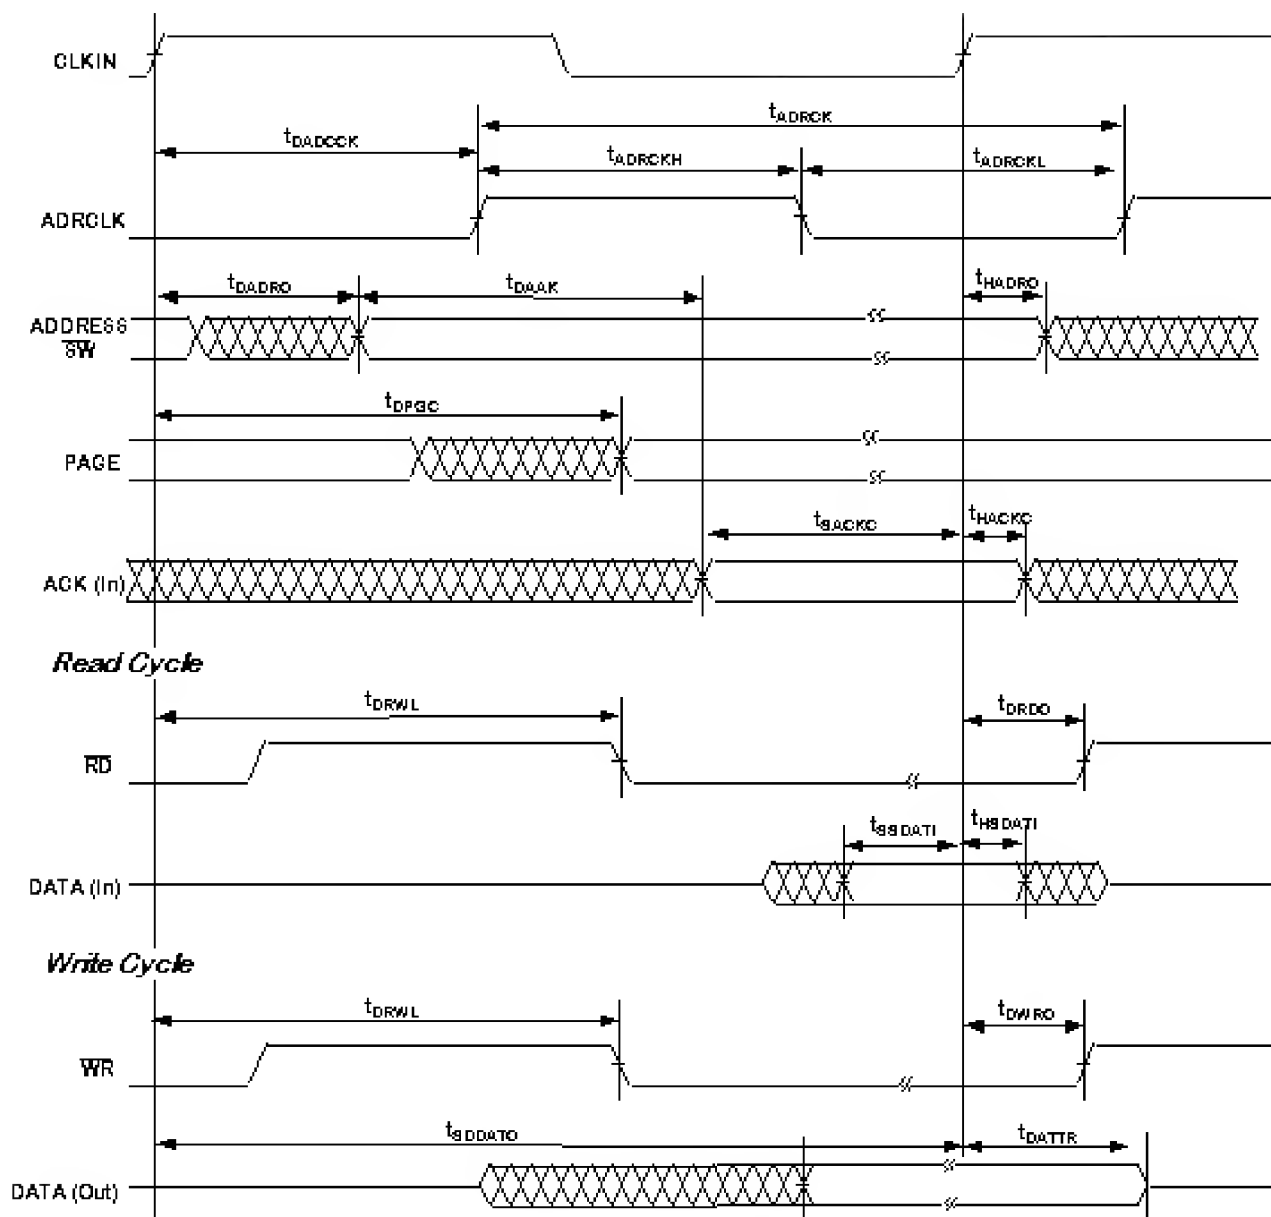 CLKIN
tADRCK
tDADCCK
tADRCKH
tADRCKL
ADRCLK
tDADRO
tDAAK
tHADRO
ADDRESS
SW
tDPGC
PAGE
tSACKC
tHACKC
ACK (In)
Read Cycle
tDRWL
tDRDO
RD
tSSDATI
tHSDATI
DATA (In)
Write Cycle
tDRWL
tDWRO
WR
tSDDATO
tDATTR
DATA (Out)